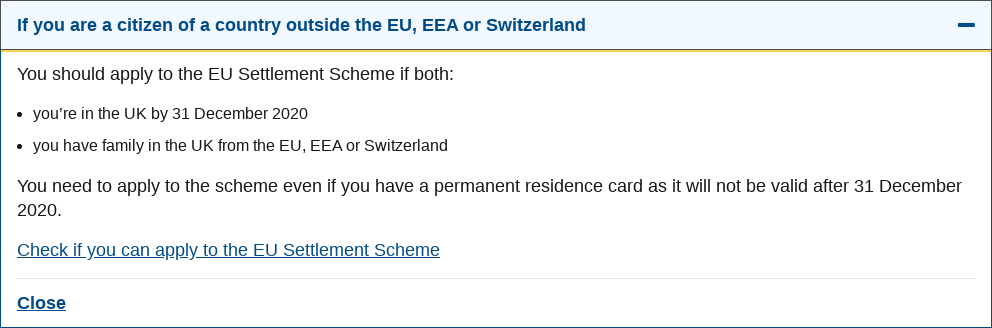 If you are a citizen of a country outside the EU, EEA or Switzerland
You should apply to the EU Settlement Scheme if both:
• you’re in the UK by 31 December 2020
• you have family in the UK from the EU, EEA or Switzerland
You need to apply to the scheme even if you have a permanent residence card as it will not be valid after 31 December
2020.
Check if you can apply to the EU Settlement Scheme
Close